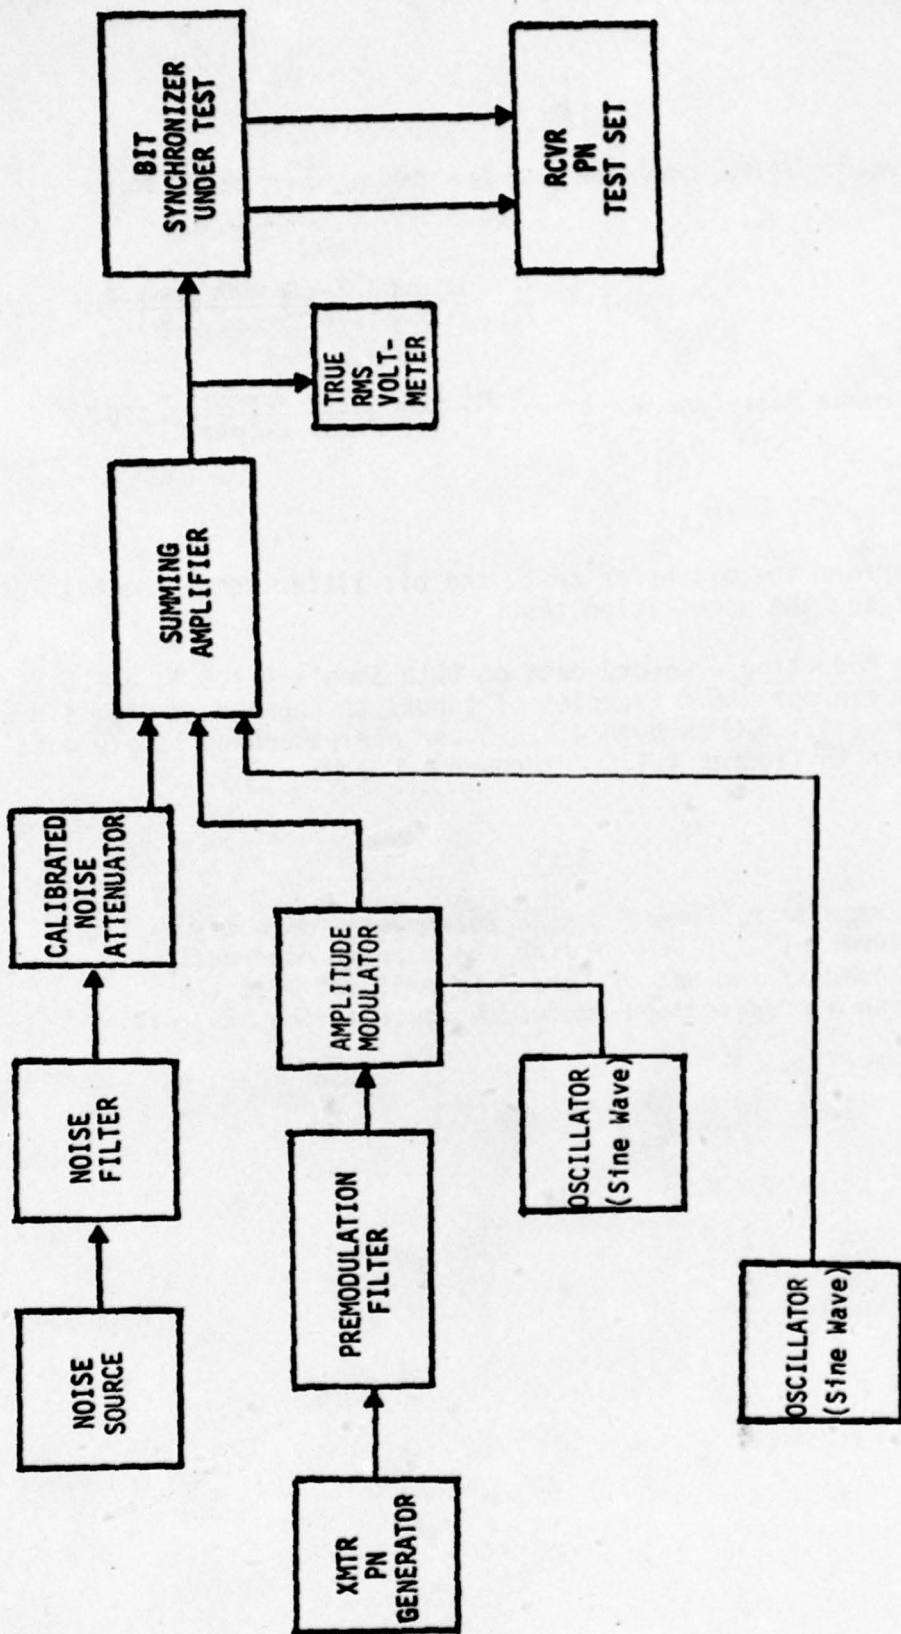 NOISE
SOURCE
NOISE
FILTER
CALIBRATED
NOISE
ATTENUATOR
XMTR
PN
GENERATOR
PREMODULATION
FILTER
AMPLITUDE
MODULATOR
OSCILLATOR
(Sine Wave)
OSCILLATOR
(Sine Wave)
SUMMING
AMPLIFIER
TRUE
RMS
VOLT-
METER
BIT
SYNCHRONIZER
UNDER TEST
RCVR
PN
TEST SET